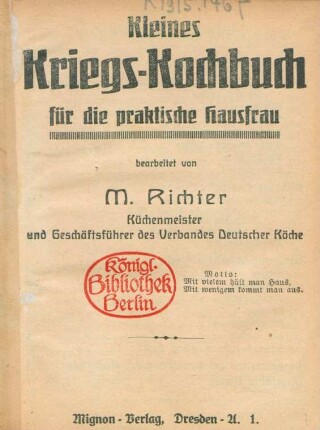 Kleines
Kriegs-Kochbuch
für die praktische Hausfrau
bearbeitet von
M. Richter
Küchenmeister
und Geschäftsführer des Verbandes Deutscher Köche
Königl.
Bibliothek
Berlin.
Motto:
Mit vielem hält man Haus,
Mit wenigem kommt man aus.
Mignon-Verlag, Dresden-A. 1.